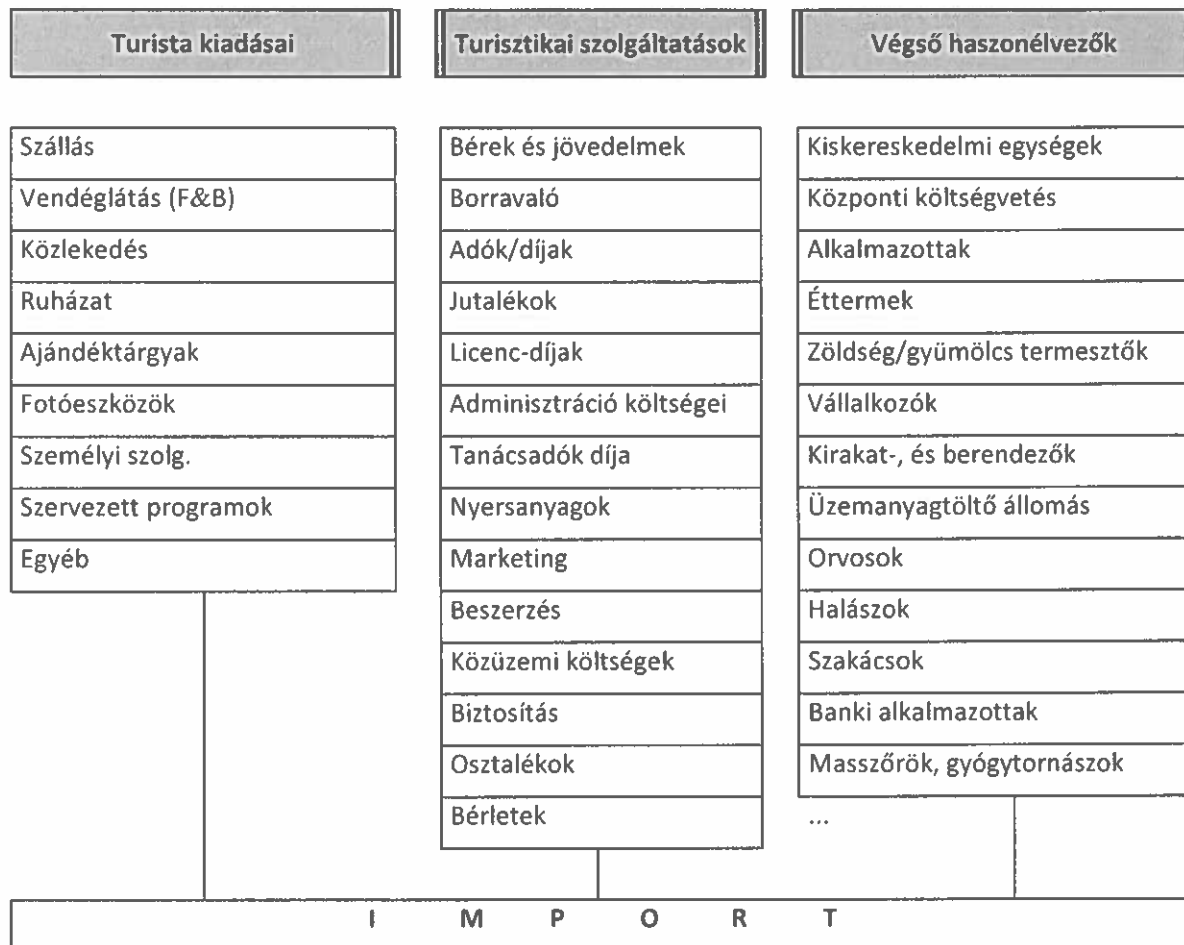 Turista kiadásai
Turisztikai szolgáltatások
Végső haszonélvezők
Szállás
Vendéglátás (F&B)
Közlekedés
Ruházat
Ajándéktárgyak
Fotóeszközök
Személyi szolg.
Szervezett programok
Egyéb
Bérek és jövedelmek
Borravaló
Adók/díjak
Jutalékok
Licenc-díjak
Adminisztráció költségei
Tanácsadók díja
Nyersanyagok
Marketing
Beszerzés
Közüzemi költségek
Biztosítás
Osztalékok
Bérletek
Kiskereskedelmi egységek
Központi költségvetés
Alkalmazottak
Éttermek
Zöldség/gyümölcs termesztők
Vállalkozók
Kirakat-, és berendezők
Üzemanyagtöltő állomás
Orvosok
Halászok
Szakácsok
Banki alkalmazottak
Masszőrök, gyógytornászok
...
I M P O R T